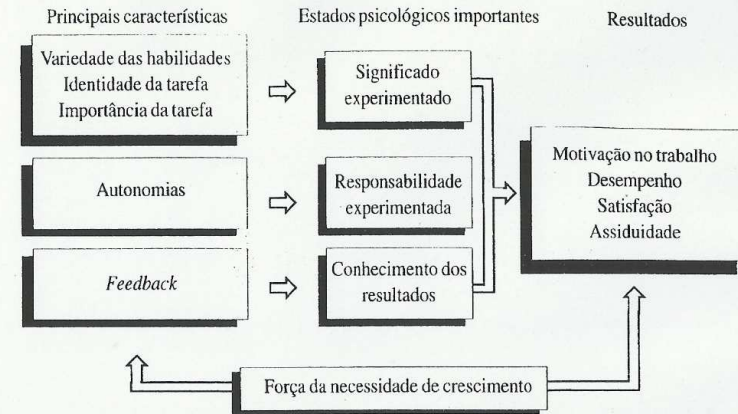 Principais características
Estados psicológicos importantes
Resultados
Variedade das habilidades
Identidade da tarefa
Importância da tarefa
Significado
experimentado
Autonomias
Responsabilidade
experimentada
Feedback
Conhecimento dos
resultados
Motivação no trabalho
Desempenho
Satisfação
Assiduidade
Força da necessidade de crescimento